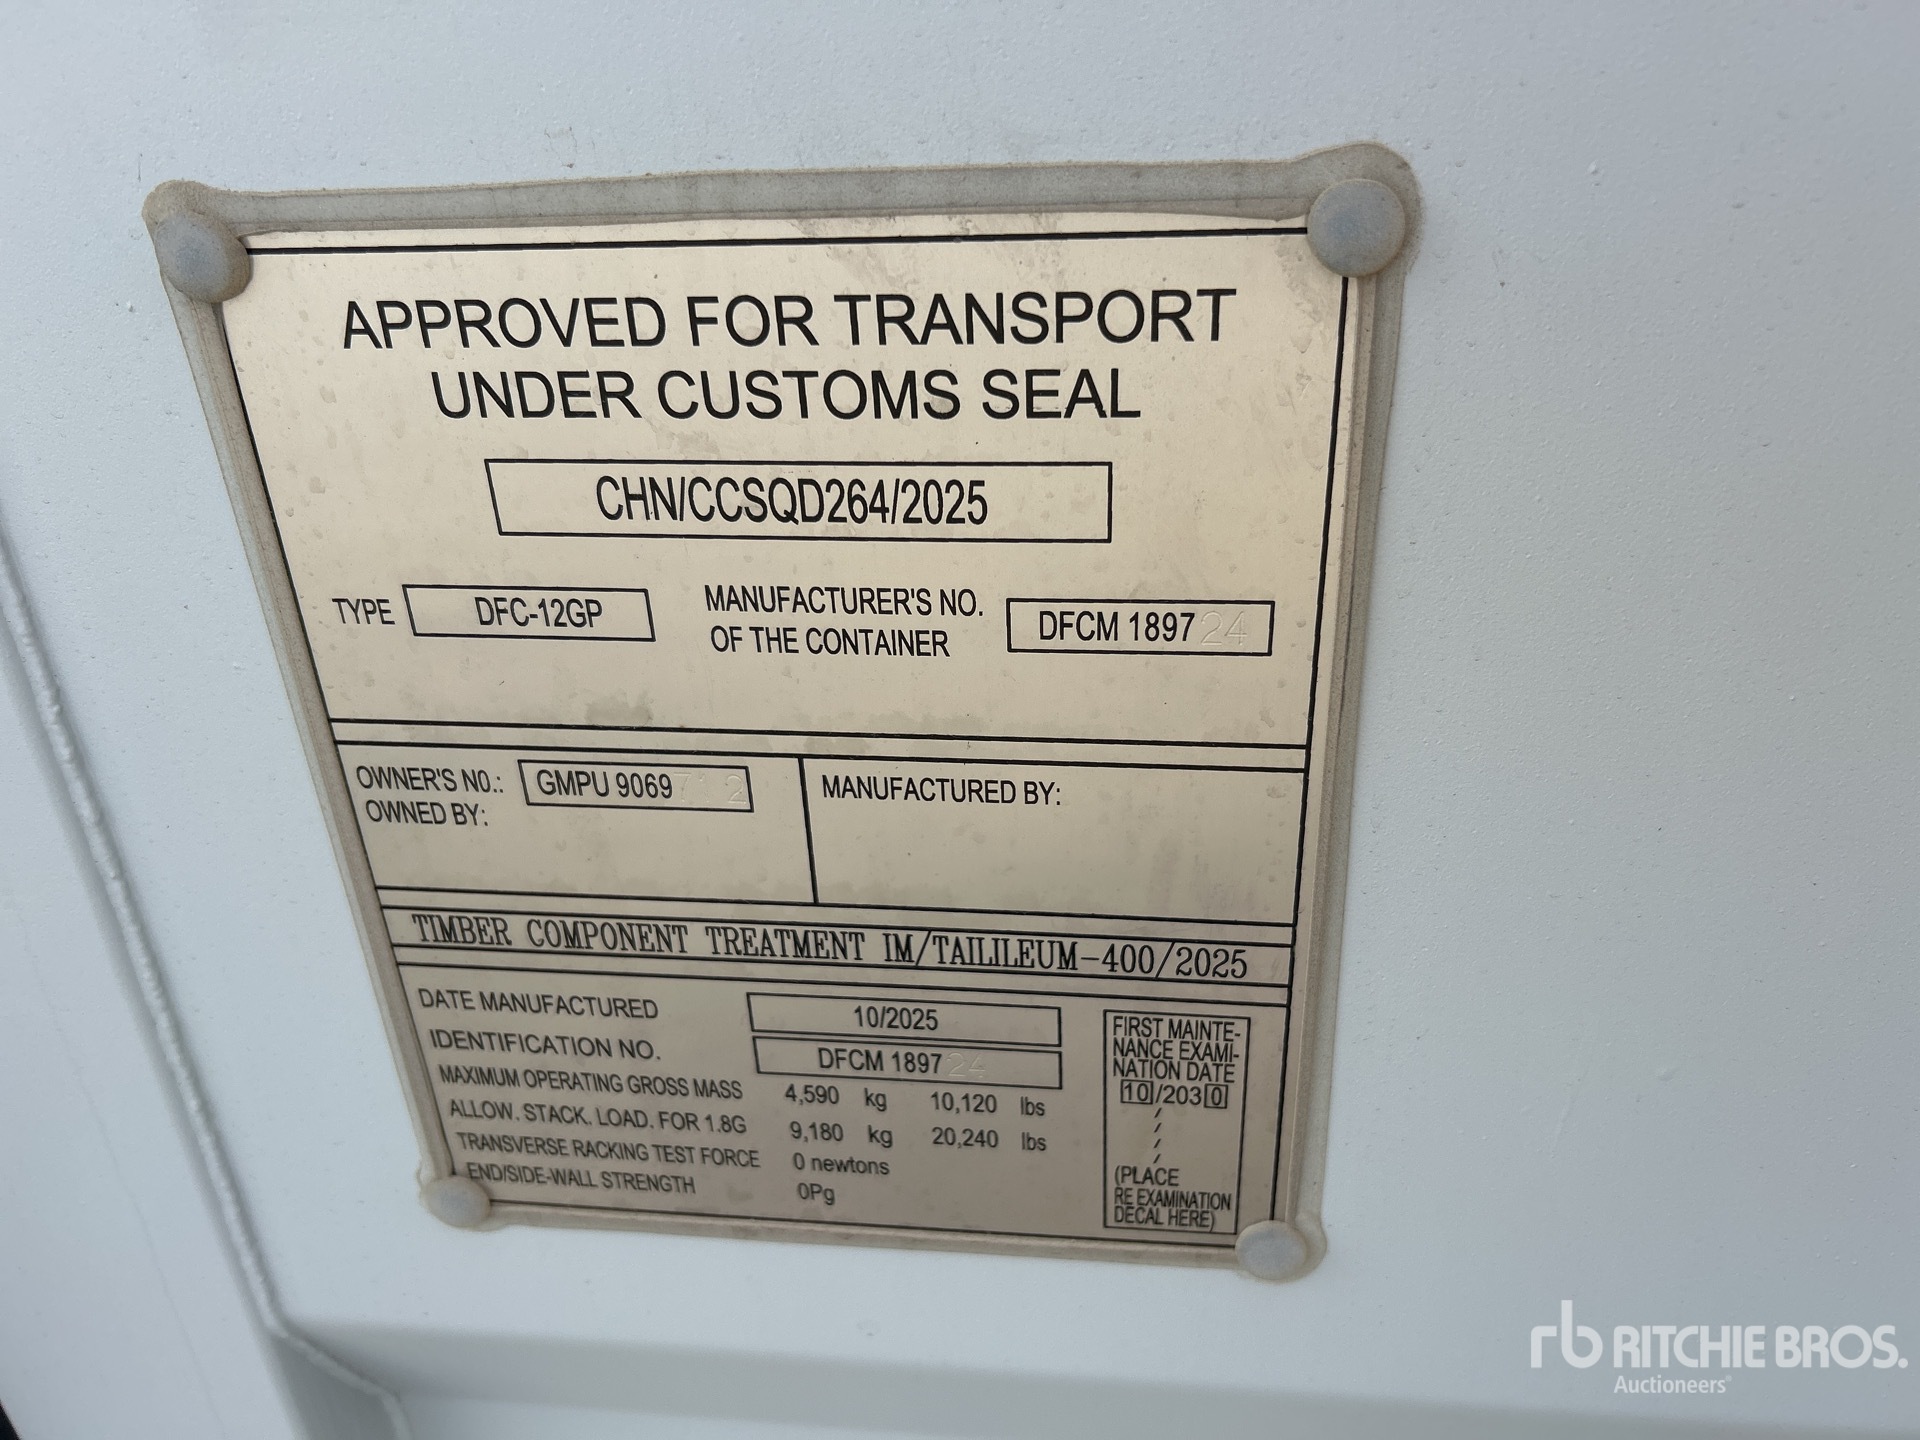 APPROVED FOR TRANSPORT
UNDER CUSTOMS SEAL
CHN/CCSQD264/2025
TYPE DFC-12GP MANUFACTURER'S NO.
OF THE CONTAINER DFCM 189724
OWNER'S NO.: GMPU 9069712
OWNED BY:
MANUFACTURED BY:
TIMBER COMPONENT TREATMENT IM/TAILILEUM-400/2025
DATE MANUFACTURED 10/2025
IDENTIFICATION NO. DFCM 189724
MAXIMUM OPERATING GROSS MASS 4,590 kg 10,120 lbs
ALLOW. STACK. LOAD. FOR 1.8G 9,180 kg 20,240 lbs
TRANSVERSE RACKING TEST FORCE 0 newtons
END/SIDE-WALL STRENGTH 0Pg
FIRST MAINTE-
NANCE EXAMI-
NATION DATE
10/2030
(PLACE
RE EXAMINATION
DECAL HERE)
rb RITCHIE BROS.
Auctioneers